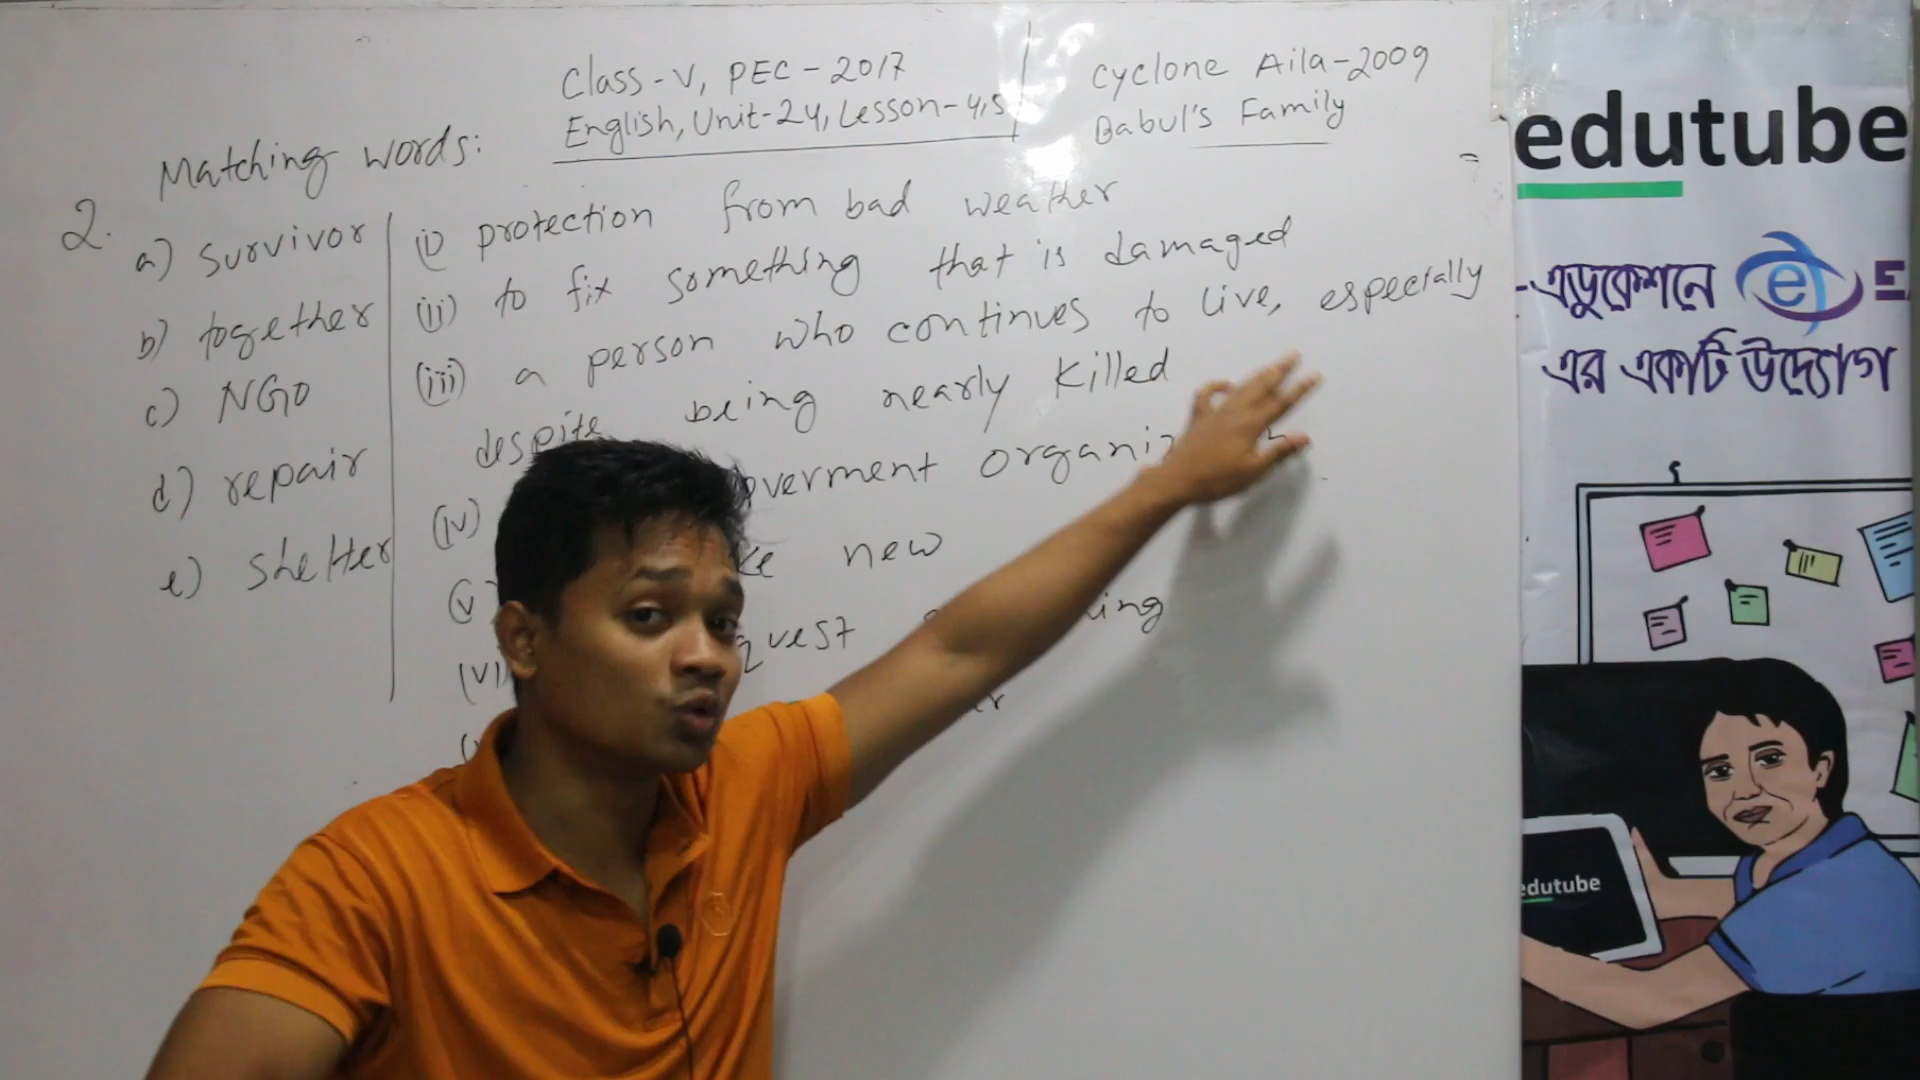 Class-V, PEC-2017
English, Unit-24, Lesson-4,5
Cyclone Aila-2009
Babul's Family
Matching words:
2.
a) survivor
b) together
c) NGO
d) repair
e) shelter
(i) protection from bad weather
(ii) to fix something that is damaged
(iii) a person who continues to live, especially
despite being nearly killed
(iv) overment
(v) new
(vi)
edutube
-এডুকেশনে
এর একটি উদ্যোগ
edutube